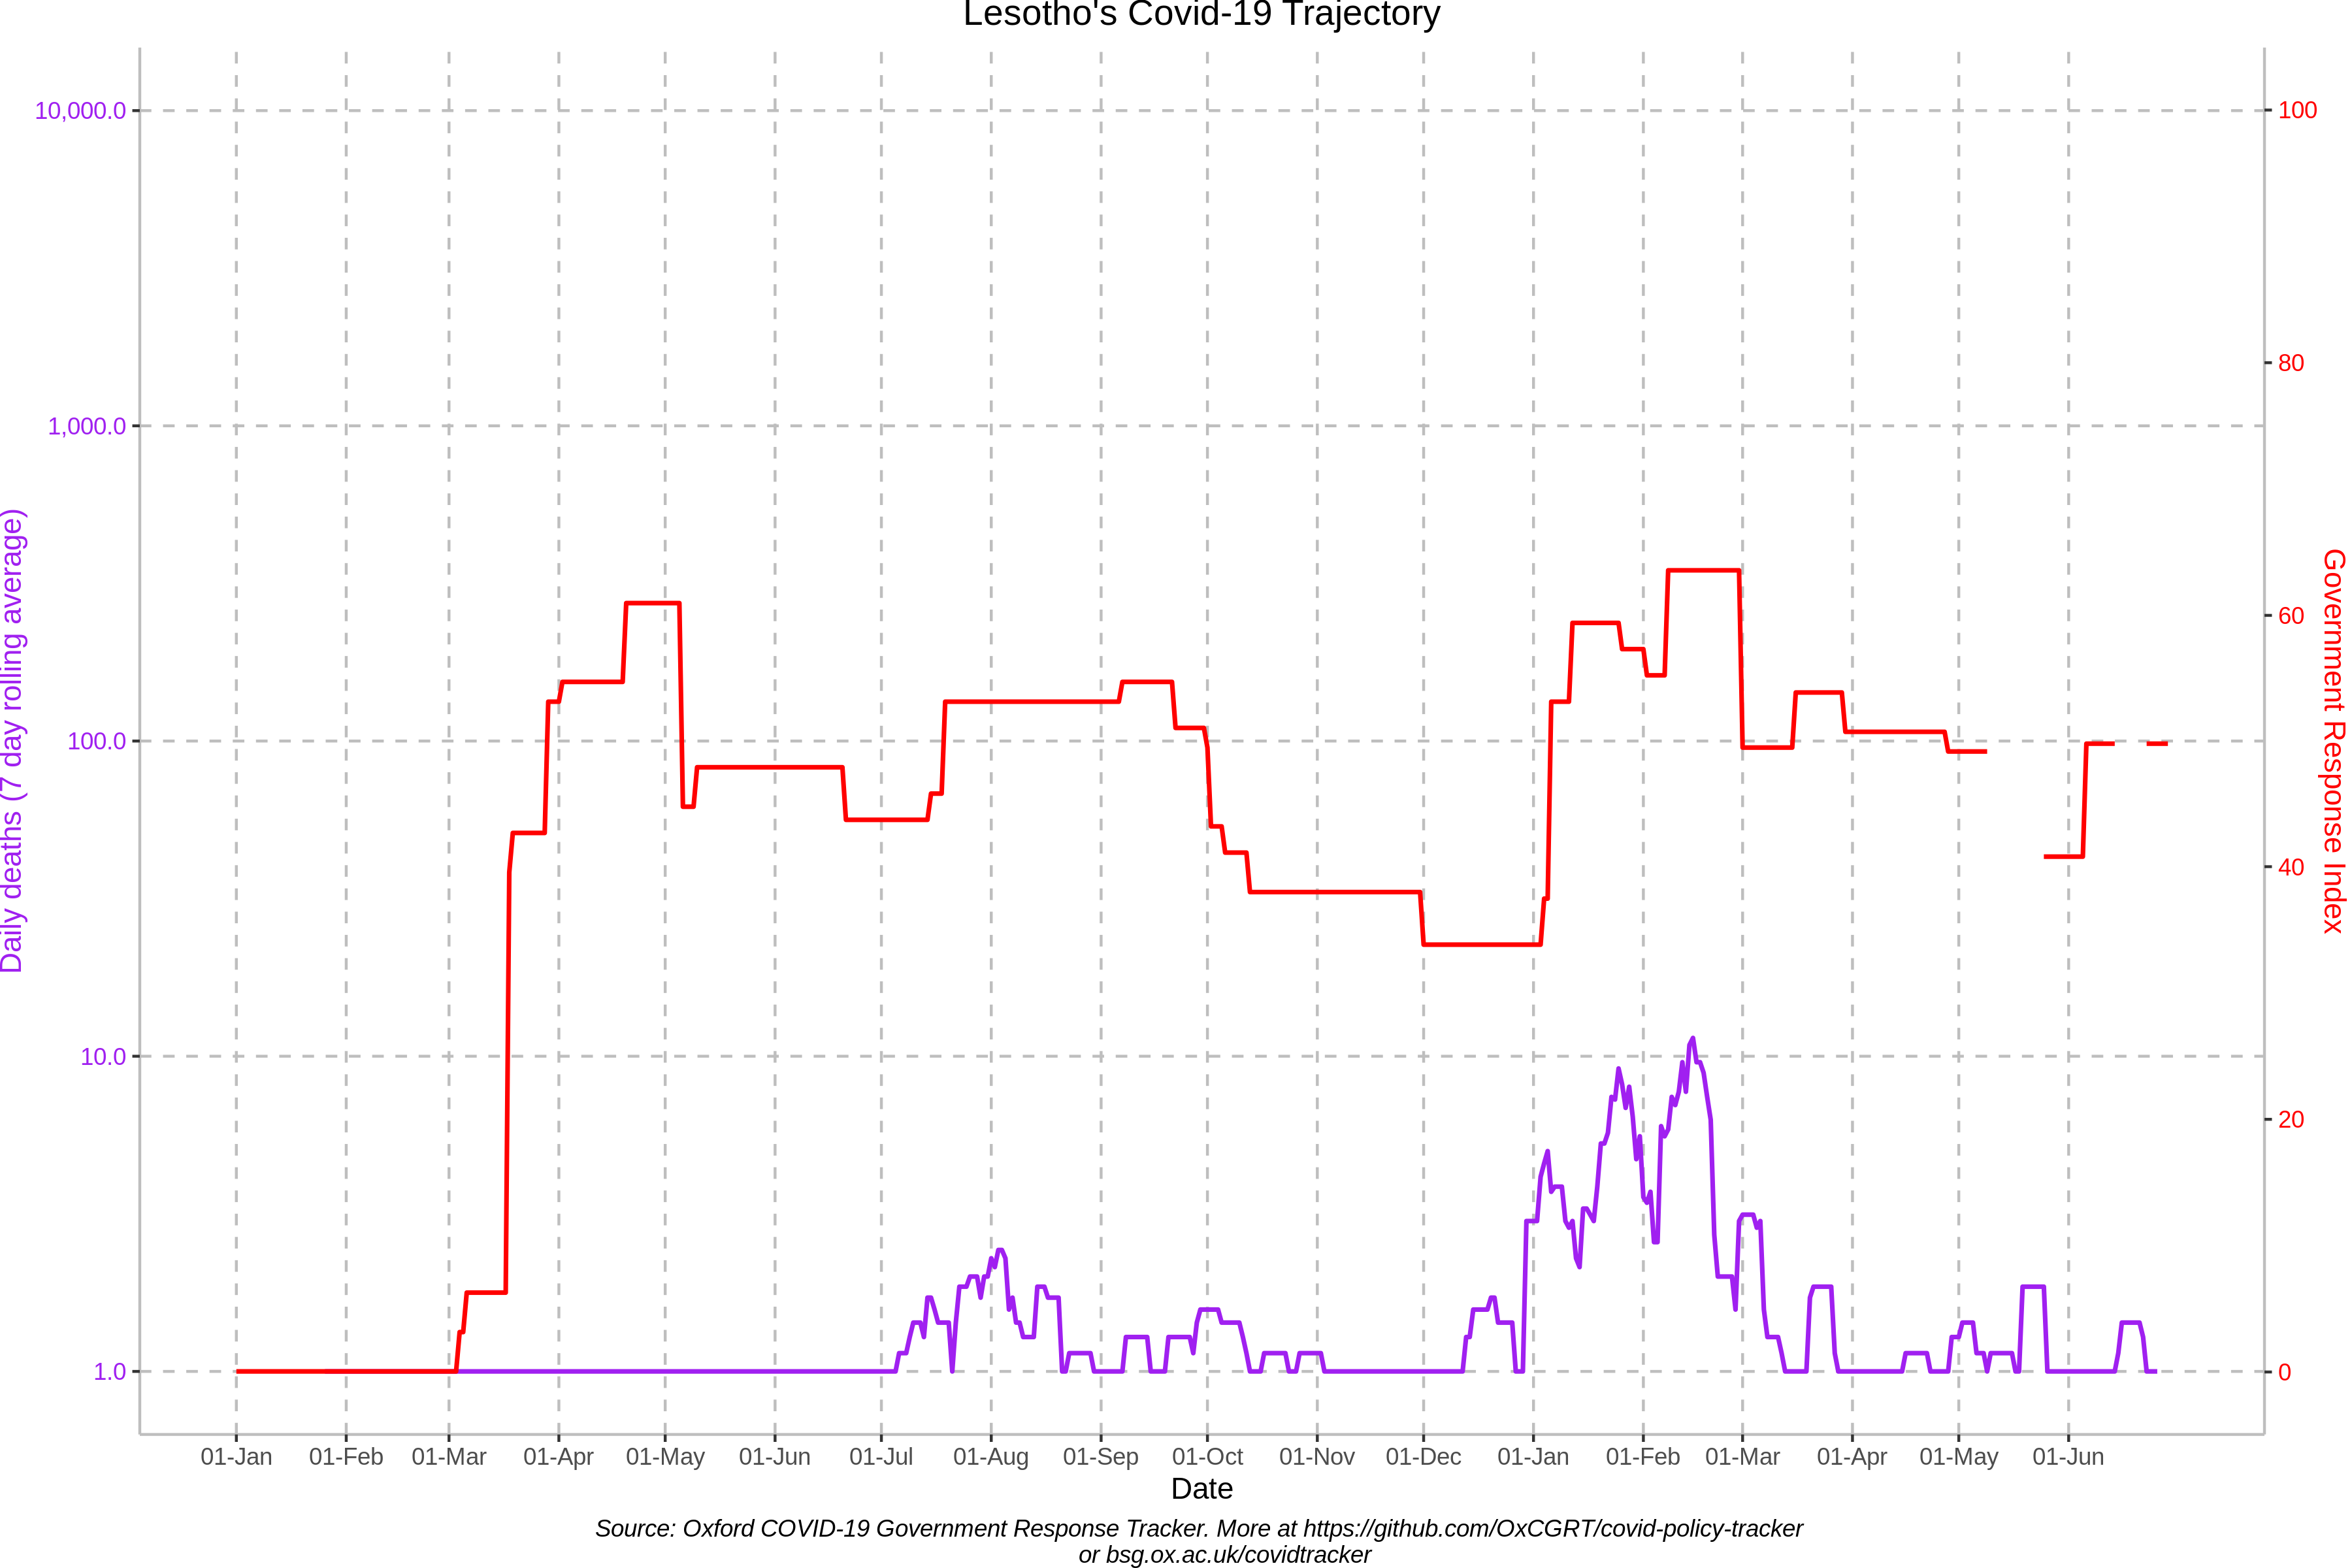 Lesotho's Covid-19 Trajectory
10,000.0
1,000.0
100.0
10.0
1.0
Daily deaths (7 day rolling average)
100
80
60
40
20
0
Government Response Index
01-Jan 01-Feb 01-Mar 01-Apr 01-May 01-Jun 01-Jul 01-Aug 01-Sep 01-Oct 01-Nov 01-Dec 01-Jan 01-Feb 01-Mar 01-Apr 01-May 01-Jun
Date
Source: Oxford COVID-19 Government Response Tracker. More at https://github.com/OxCGRT/covid-policy-tracker
or bsg.ox.ac.uk/covidtracker